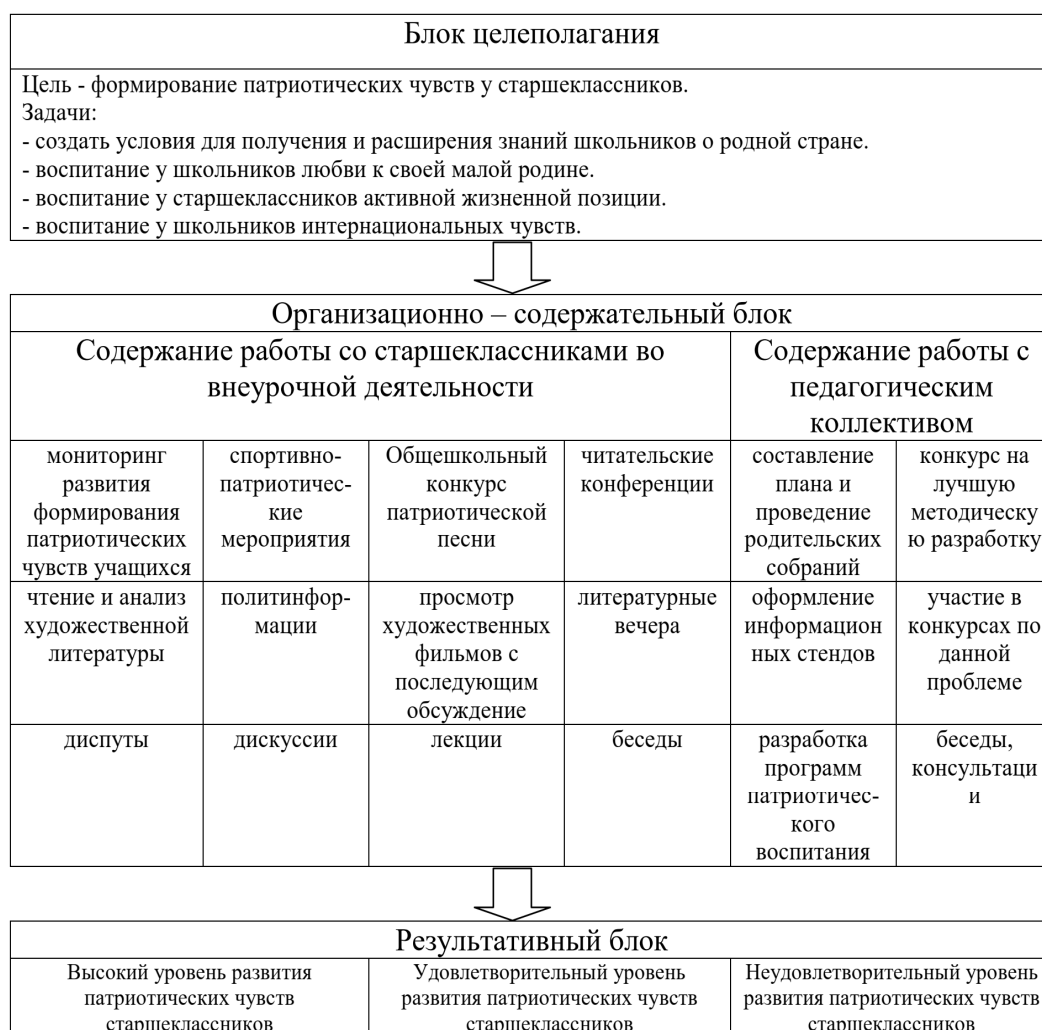 Блок целеполагания
Цель - формирование патриотических чувств у старшеклассников.
Задачи:
- создать условия для получения и расширения знаний школьников о родной стране.
- воспитание у школьников любви к своей малой родине.
- воспитание у старшеклассников активной жизненной позиции.
- воспитание у школьников интернациональных чувств.
Организационно – содержательный блок
Содержание работы со старшеклассниками во
внеурочной деятельности
Содержание работы с
педагогическим
коллективом
мониторинг
развития
формирования
патриотических
чувств учащихся
спортивно-
патриотичес-
кие
мероприятия
Общешкольный
конкурс
патриотической
песни
читательские
конференции
составление
плана и
проведение
родительских
собраний
конкурс на
лучшую
методическу
ю разработку
чтение и анализ
художественной
литературы
политинфор-
мации
просмотр
художественных
фильмов с
последующим
обсуждение
литературные
вечера
оформление
информацион
ных стендов
участие в
конкурсах по
данной
проблеме
диспуты
дискуссии
лекции
беседы
разработка
программ
патриотичес-
кого
воспитания
беседы,
консультаци
и
Результативный блок
Высокий уровень развития
патриотических чувств
старшеклассников
Удовлетворительный уровень
развития патриотических чувств
старшеклассников
Неудовлетворительный уровень
развития патриотических чувств
старшеклассников